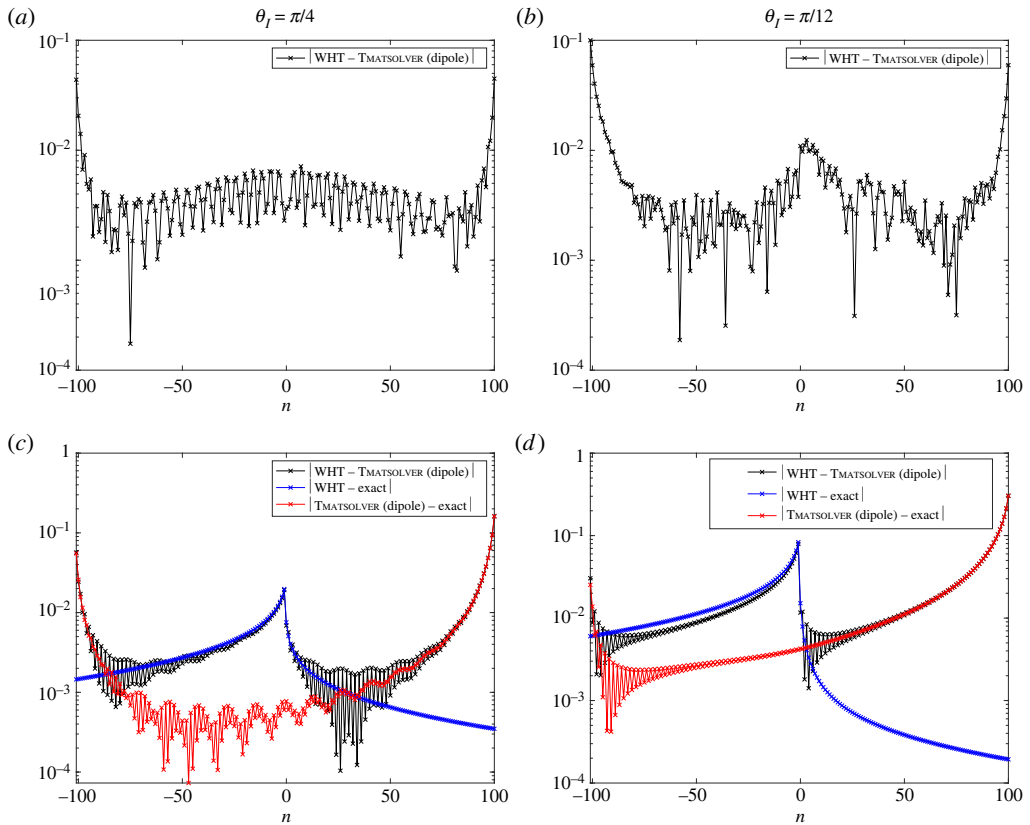 (a) θI = π/4
10−1
10−2
10−3
10−4
| WHT – TMATSOLVER (dipole) |
−100 −50 0 50 100
n
(b) θI = π/12
10−1
10−2
10−3
10−4
| WHT – TMATSOLVER (dipole) |
−100 −50 0 50 100
n
(c)
1
10−1
10−2
10−3
10−4
| WHT – TMATSOLVER (dipole) |
| WHT – exact |
| TMATSOLVER (dipole) – exact |
−100 −50 0 50 100
n
(d)
1
10−1
10−2
10−3
10−4
| WHT – TMATSOLVER (dipole) |
| WHT – exact |
| TMATSOLVER (dipole) – exact |
−100 −50 0 50 100
n